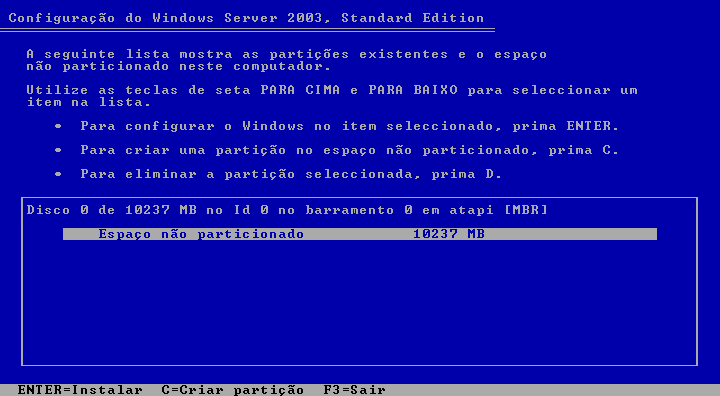 Configuração do Windows Server 2003, Standard Edition
A seguinte lista mostra as partições existentes e o espaço
não particionado neste computador.
Utilize as teclas de seta PARA CIMA e PARA BAIXO para seleccionar um
item na lista.
• Para configurar o Windows no item seleccionado, prima ENTER.
• Para criar uma partição no espaço não particionado, prima C.
• Para eliminar a partição seleccionada, prima D.
Disco 0 de 10237 MB no Id 0 no barramento 0 em atapi [MBR]
Espaço não particionado 10237 MB
ENTER=Instalar C=Criar partição F3=Sair